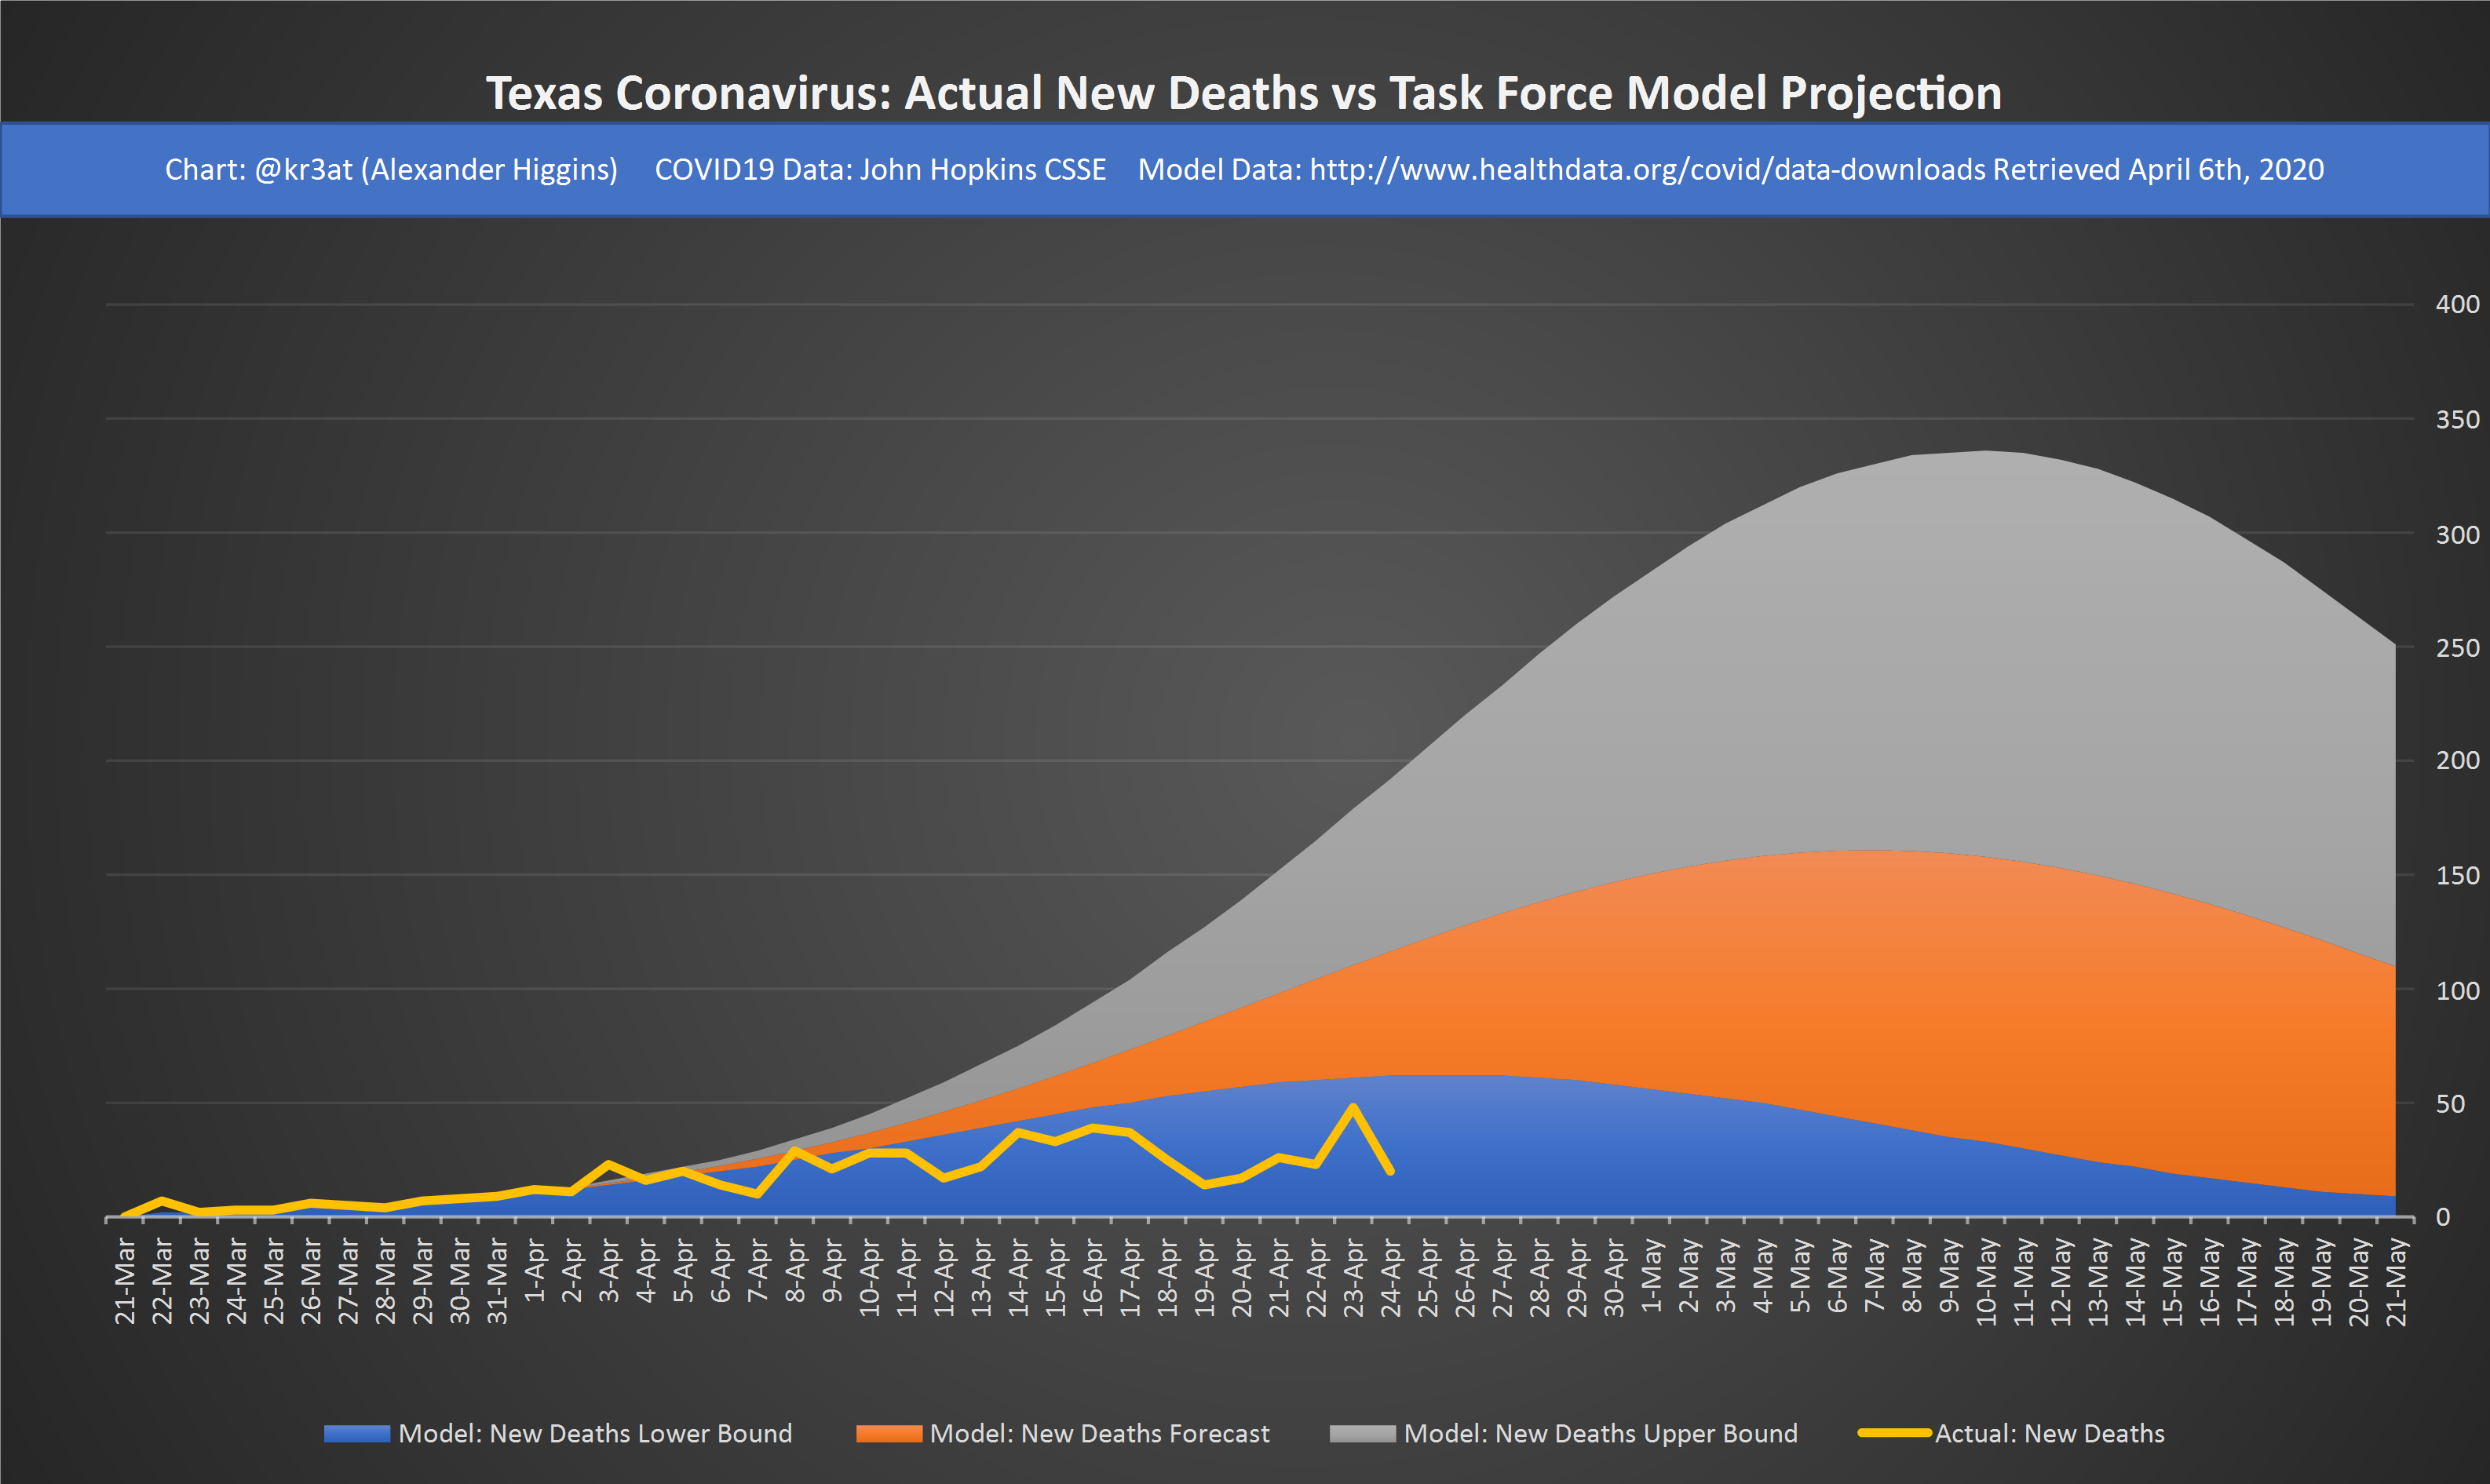 Texas Coronavirus: Actual New Deaths vs Task Force Model Projection
Chart: @kr3at (Alexander Higgins) COVID19 Data: John Hopkins CSSE Model Data: http://www.healthdata.org/covid/data-downloads Retrieved April 6th, 2020
400
350
300
250
200
150
100
50
0
21-Mar
22-Mar
23-Mar
24-Mar
25-Mar
26-Mar
27-Mar
28-Mar
29-Mar
30-Mar
31-Mar
1-Apr
2-Apr
3-Apr
4-Apr
5-Apr
6-Apr
7-Apr
8-Apr
9-Apr
10-Apr
11-Apr
12-Apr
13-Apr
14-Apr
15-Apr
16-Apr
17-Apr
18-Apr
19-Apr
20-Apr
21-Apr
22-Apr
23-Apr
24-Apr
25-Apr
26-Apr
27-Apr
28-Apr
29-Apr
30-Apr
1-May
2-May
3-May
4-May
5-May
6-May
7-May
8-May
9-May
10-May
11-May
12-May
13-May
14-May
15-May
16-May
17-May
18-May
19-May
20-May
21-May
Model: New Deaths Lower Bound
Model: New Deaths Forecast
Model: New Deaths Upper Bound
Actual: New Deaths